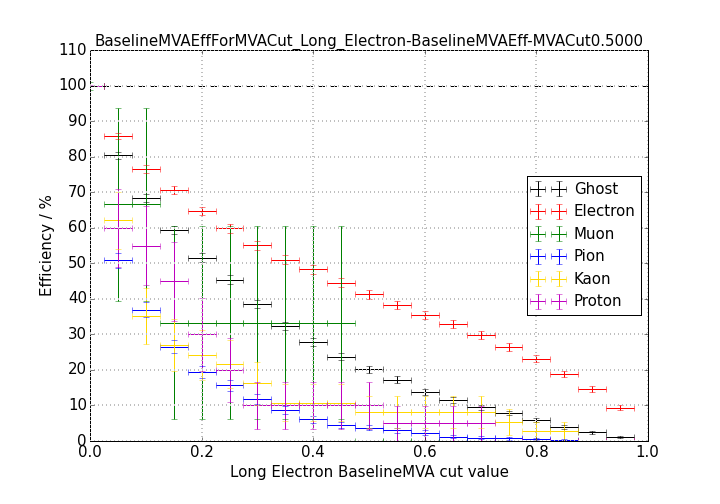 BaselineMVAEffForMVACut_Long_Electron-BaselineMVAEff-MVACut0.5000
110
100
90
80
70
60
50
40
30
20
10
0
Efficiency / %
Ghost
Electron
Muon
Pion
Kaon
Proton
0.0 0.2 0.4 0.6 0.8 1.0
Long Electron BaselineMVA cut value